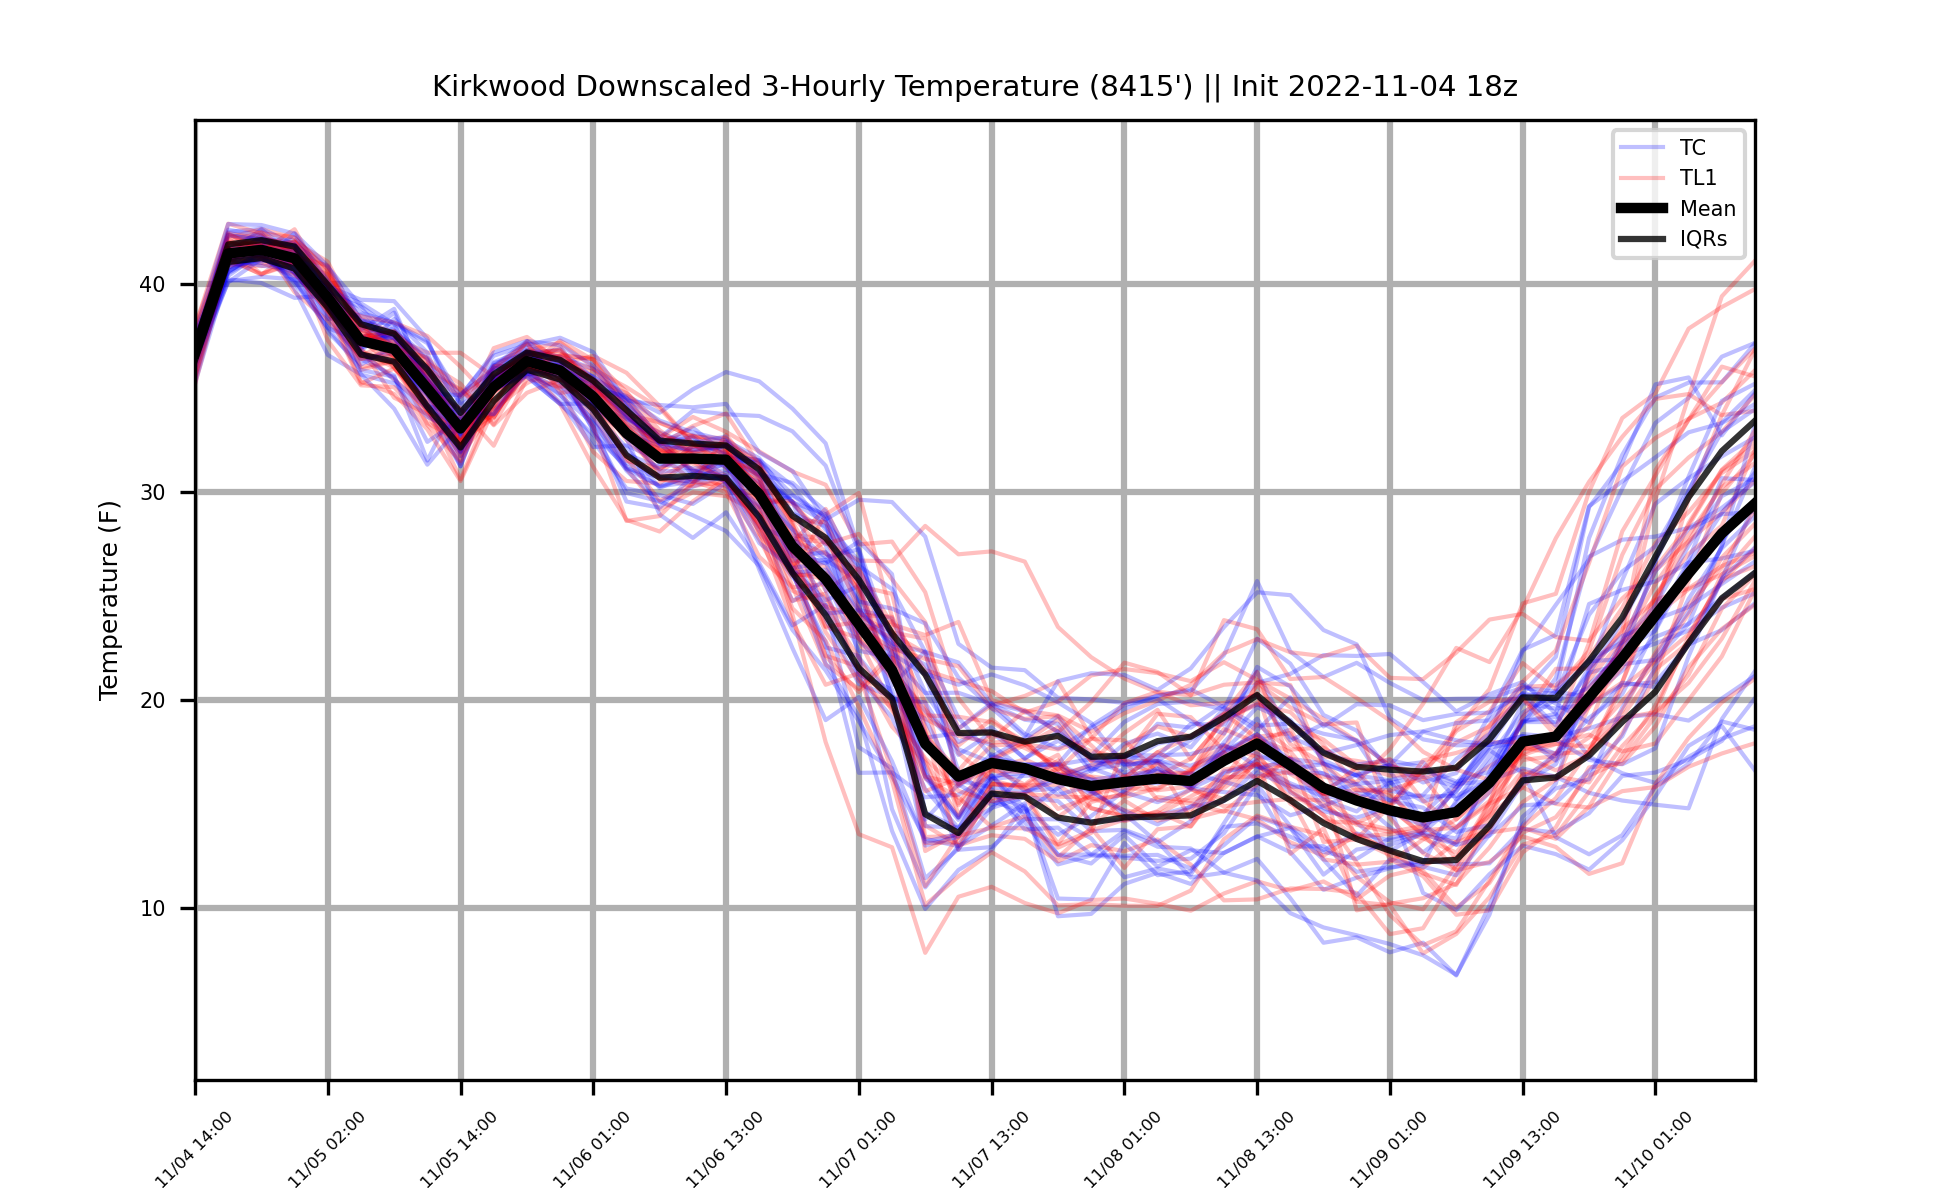 Kirkwood Downscaled 3-Hourly Temperature (8415') || Init 2022-11-04 18z
TC
TL1
Mean
IQRs
Temperature (F)
40
30
20
10
11/04 14:00
11/05 02:00
11/05 14:00
11/06 01:00
11/06 13:00
11/07 01:00
11/07 13:00
11/08 01:00
11/08 13:00
11/09 01:00
11/09 13:00
11/10 01:00